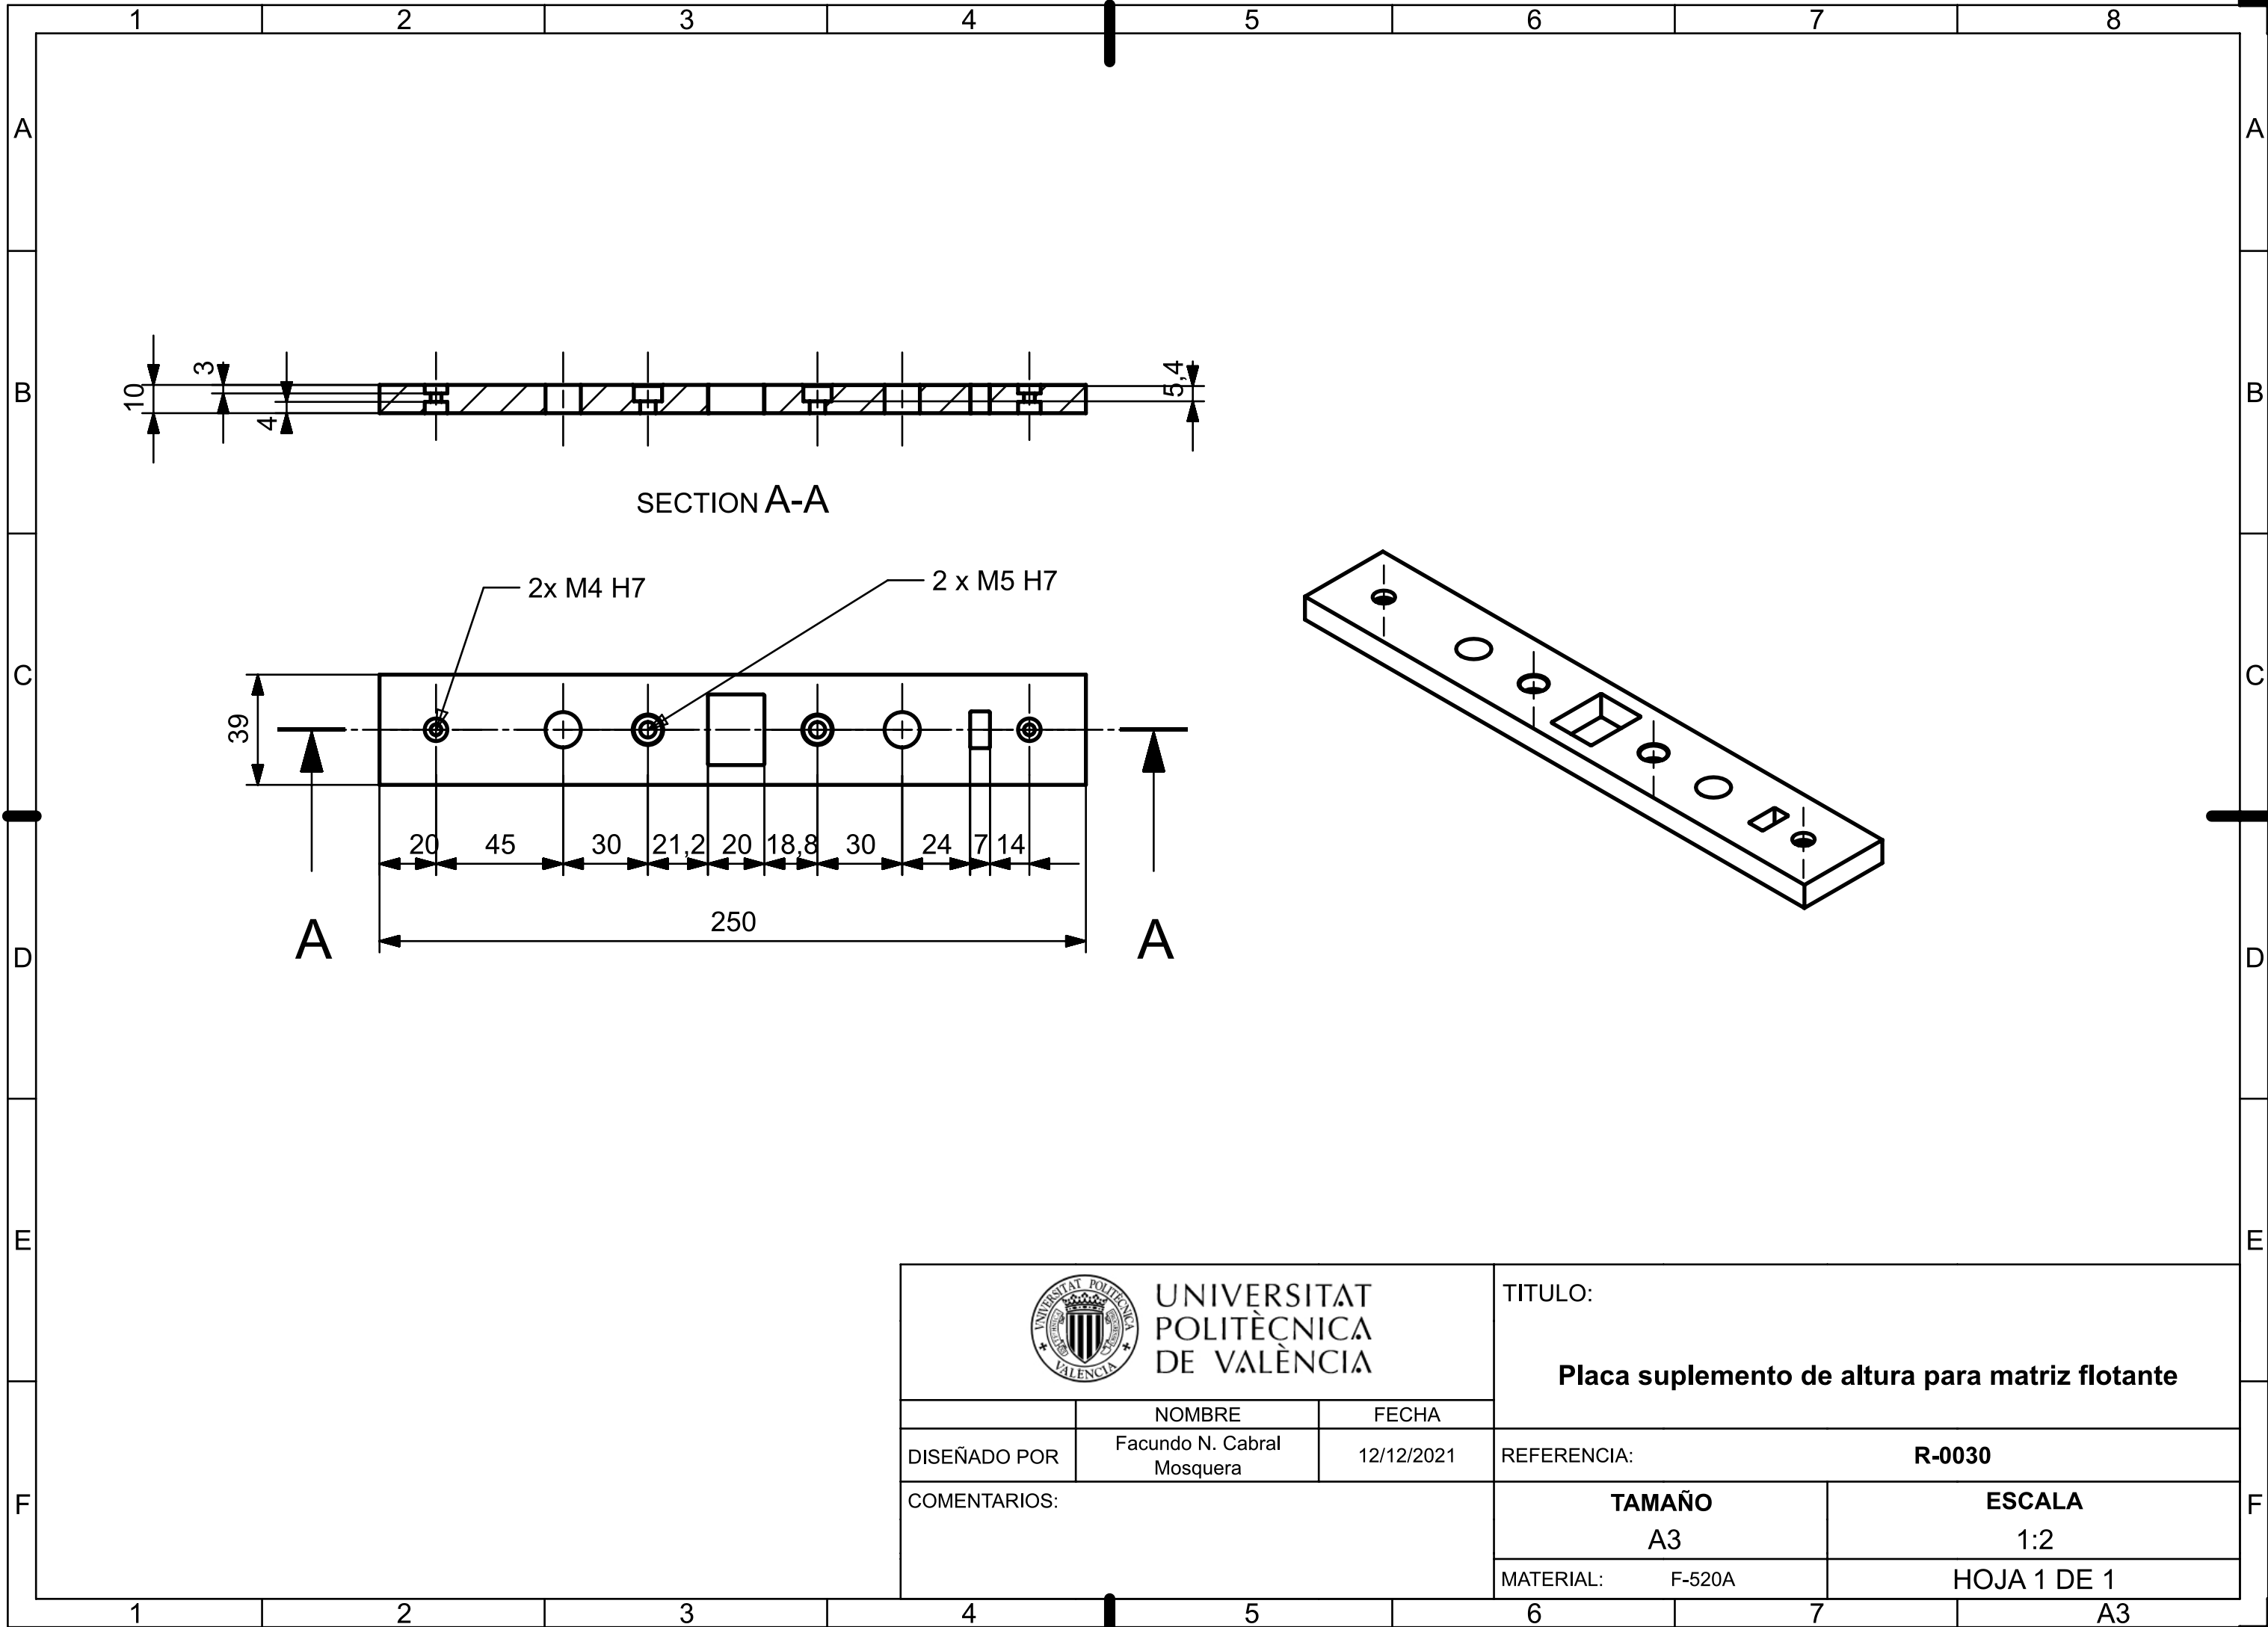 1 2 3 4 5 6 7 8
A A
B B
C C
D D
E E
F F
10
3
4
5,4
SECTION A-A
2x M4 H7
2 x M5 H7
39
20 45 30 21,2 20 18,8 30 24 7 14
250
A A
UNIVERSITAT POLITÈCNICA
VALÈNCIA
UNIVERSITAT
POLITÈCNICA
DE VALÈNCIA
TITULO:
Placa suplemento de altura para matriz flotante
NOMBRE FECHA
DISEÑADO POR
Facundo N. Cabral
Mosquera
12/12/2021
REFERENCIA: R-0030
COMENTARIOS:
TAMAÑO
A3
ESCALA
1:2
MATERIAL: F-520A
HOJA 1 DE 1
1 2 3 4 5 6 7 A3